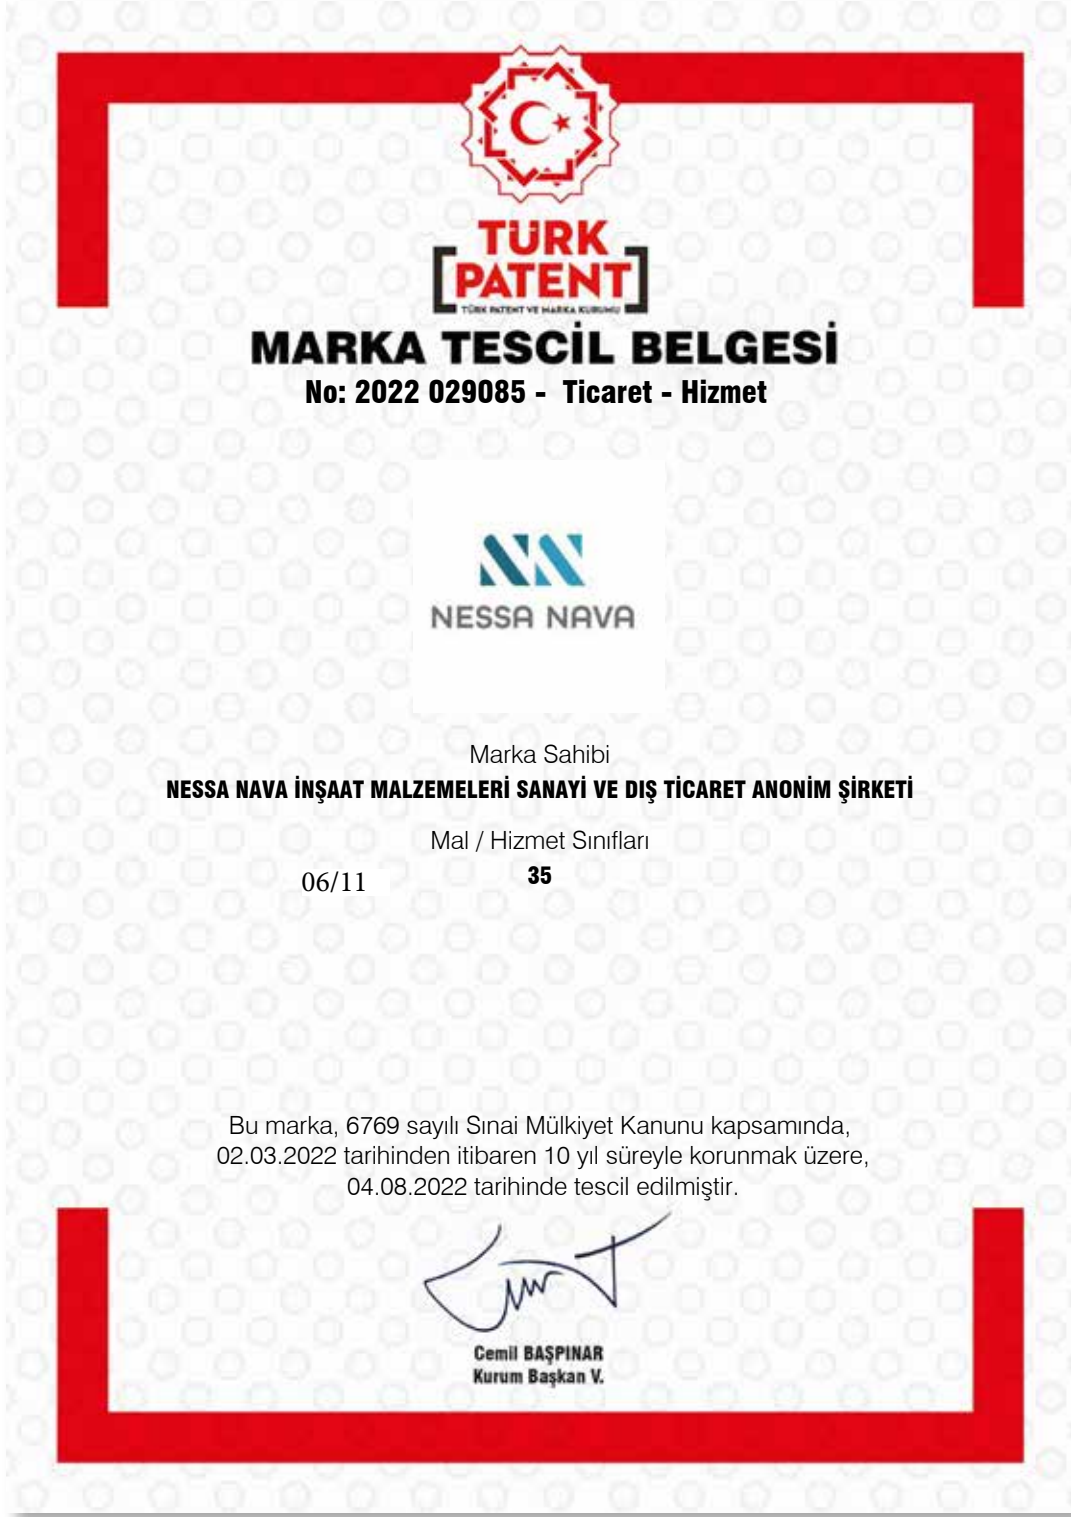 TÜRK
PATENT
TÜRK PATENT VE MARKA KURUMU
MARKA TESCİL BELGESİ
No: 2022 029085 - Ticaret - Hizmet
NN
NESSA NAVA
Marka Sahibi
NESSA NAVA İNŞAAT MALZEMELERİ SANAYİ VE DIŞ TİCARET ANONİM ŞİRKETİ
Mal / Hizmet Sınıfları
06/11 35
Bu marka, 6769 sayılı Sınai Mülkiyet Kanunu kapsamında,
02.03.2022 tarihinden itibaren 10 yıl süreyle korunmak üzere,
04.08.2022 tarihinde tescil edilmiştir.
Cemil BAŞPINAR
Kurum Başkan V.